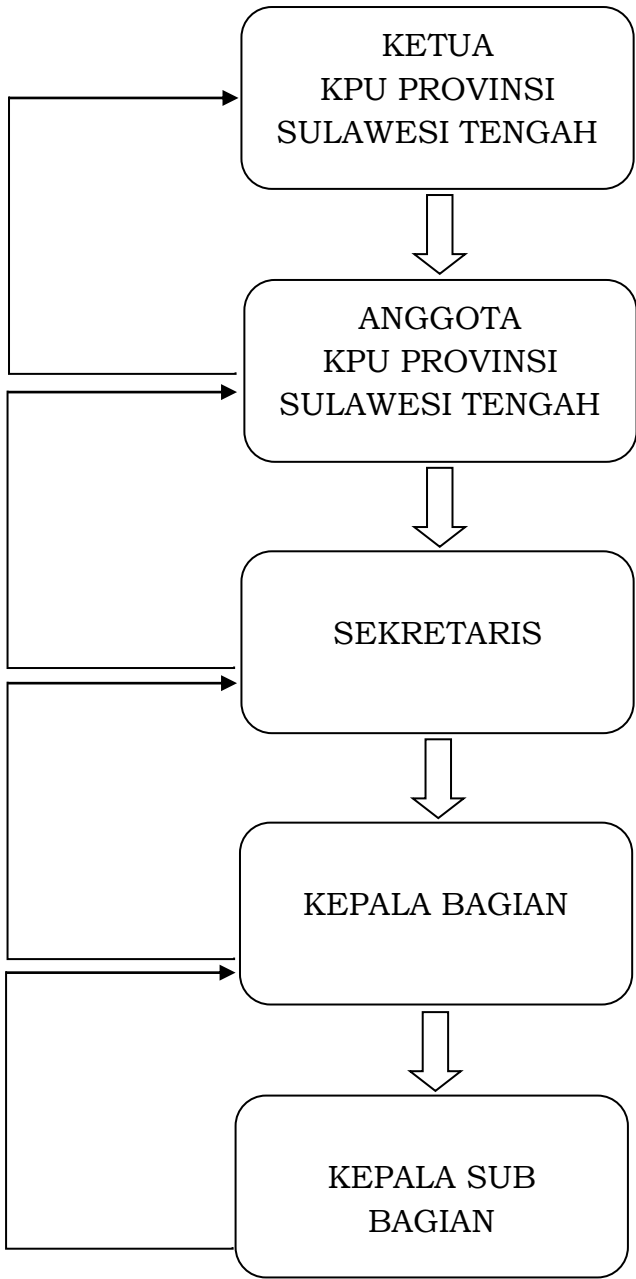 KETUA
KPU PROVINSI
SULAWESI TENGAH
ANGGOTA
KPU PROVINSI
SULAWESI TENGAH
SEKRETARIS
KEPALA BAGIAN
KEPALA SUB
BAGIAN